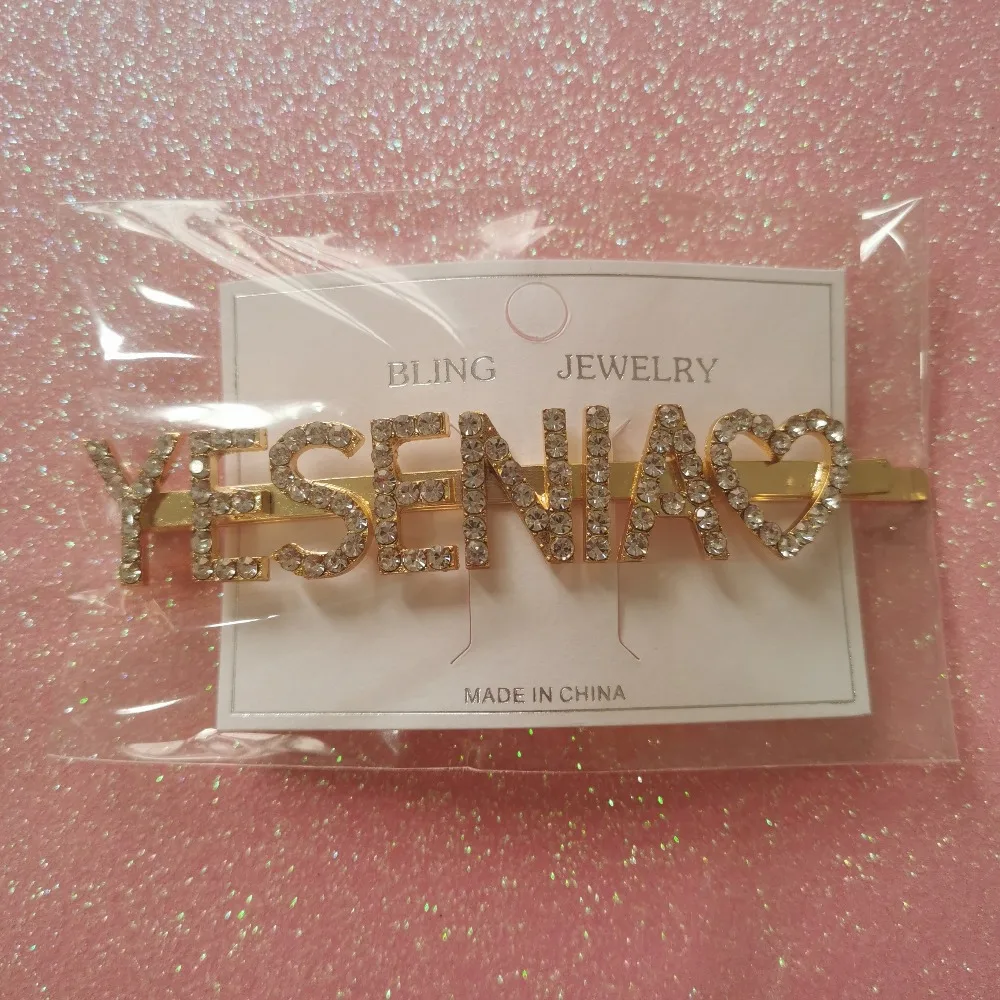 BLING JEWELRY
YESENIA♡
MADE IN CHINA